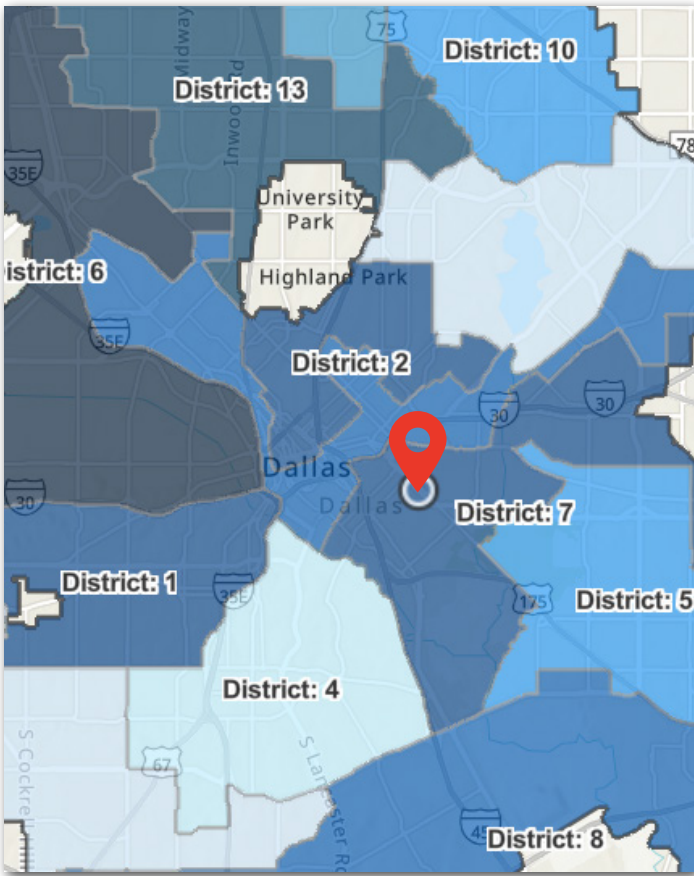 Midway
75
District: 10
District: 13
Inwood
78
35E
University
Park
istrict: 6
Highland Park
35E
District: 2
30
30
Dallas
30
Dallas
District: 7
District: 1
35E
175
District: 5
District: 4
67
S Cockrell
S Lancaster Rd
45
District: 8